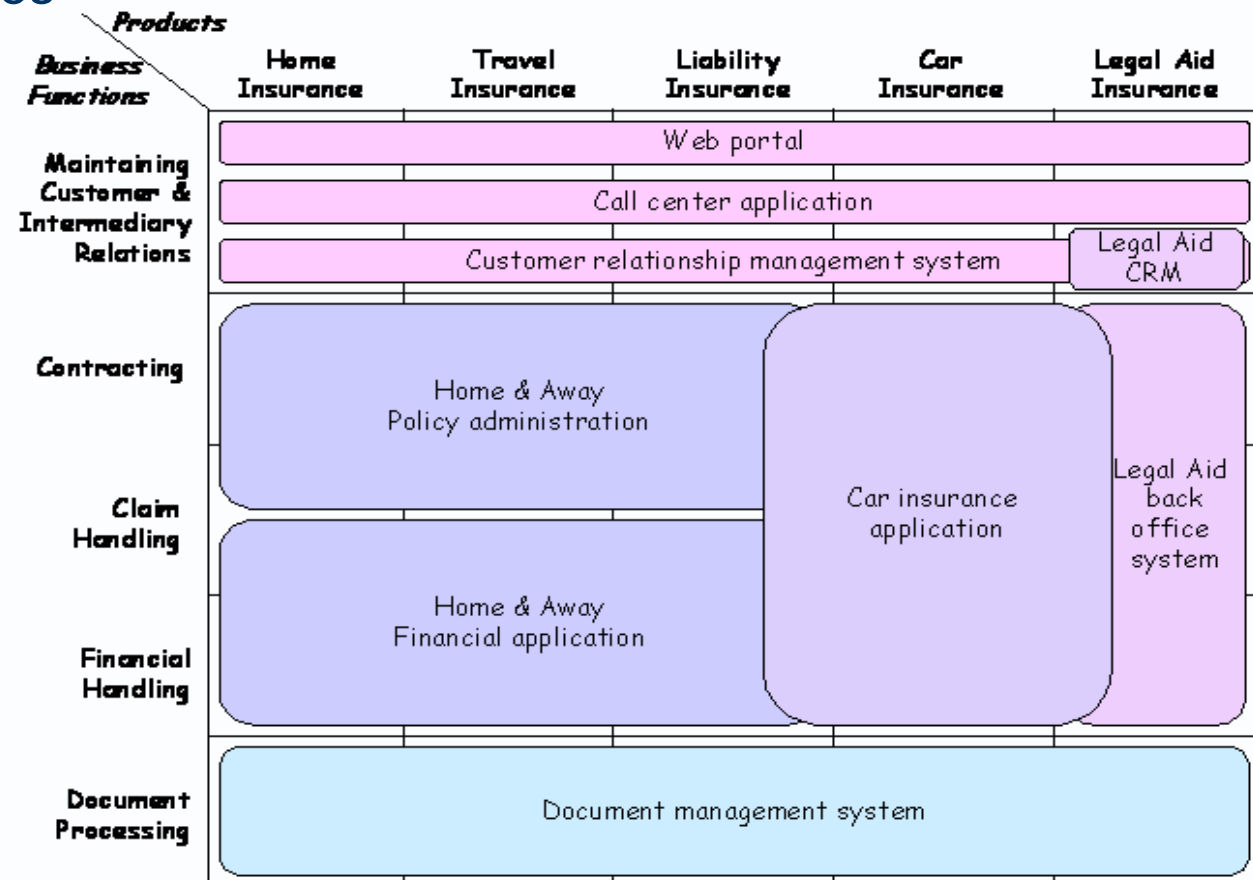 Products
Business
Functions
Home
Insurance
Travel
Insurance
Liability
Insurance
Car
Insurance
Legal Aid
Insurance
Maintaining
Customer &
Intermediary
Relations
Web portal
Call center application
Customer relationship management system
Legal Aid
CRM
Contracting
Home & Away
Policy administration
Claim
Handling
Car insurance
application
Legal Aid
back
office
system
Home & Away
Financial application
Financial
Handling
Document
Processing
Document management system